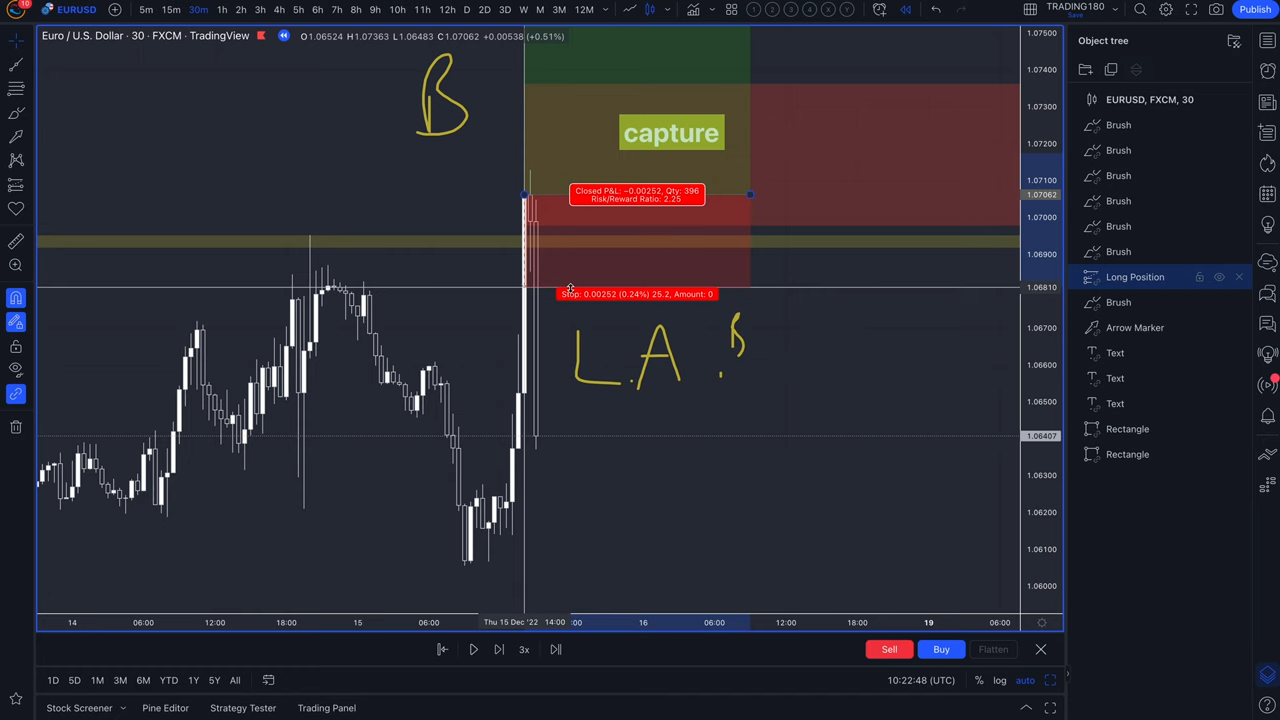 10
EURUSD
5m 15m 30m 1h 2h 3h 4h 5h 6h 7h 8h 9h 10h 11h 12h D 2D 3D W M 3M 12M
TRADING180
Save
Publish
Euro / U.S. Dollar · 30 · FXCM · TradingView
O1.06524 H1.07363 L1.06483 C1.07062 +0.00538 (+0.51%)
B
capture
Closed P&L: −0.00252, Qty: 396
Risk/Reward Ratio: 2.25
Stop: 0.00252 (0.24%) 25.2, Amount: 0
L.A.B
1.07500
1.07400
1.07300
1.07200
1.07100
1.07062
1.07000
1.06900
1.06810
1.06700
1.06600
1.06500
1.06407
1.06300
1.06200
1.06100
1.06000
14 06:00 12:00 18:00 15 06:00 Thu 15 Dec '22 14:00 :00 16 06:00 12:00 18:00 19 06:00
3x
Sell Buy Flatten
1D 5D 1M 3M 6M YTD 1Y 5Y All
10:22:48 (UTC) % log auto
Stock Screener Pine Editor Strategy Tester Trading Panel
Object tree
EURUSD, FXCM, 30
Brush
Brush
Brush
Brush
Brush
Brush
Long Position
Brush
Arrow Marker
Text
Text
Text
Rectangle
Rectangle